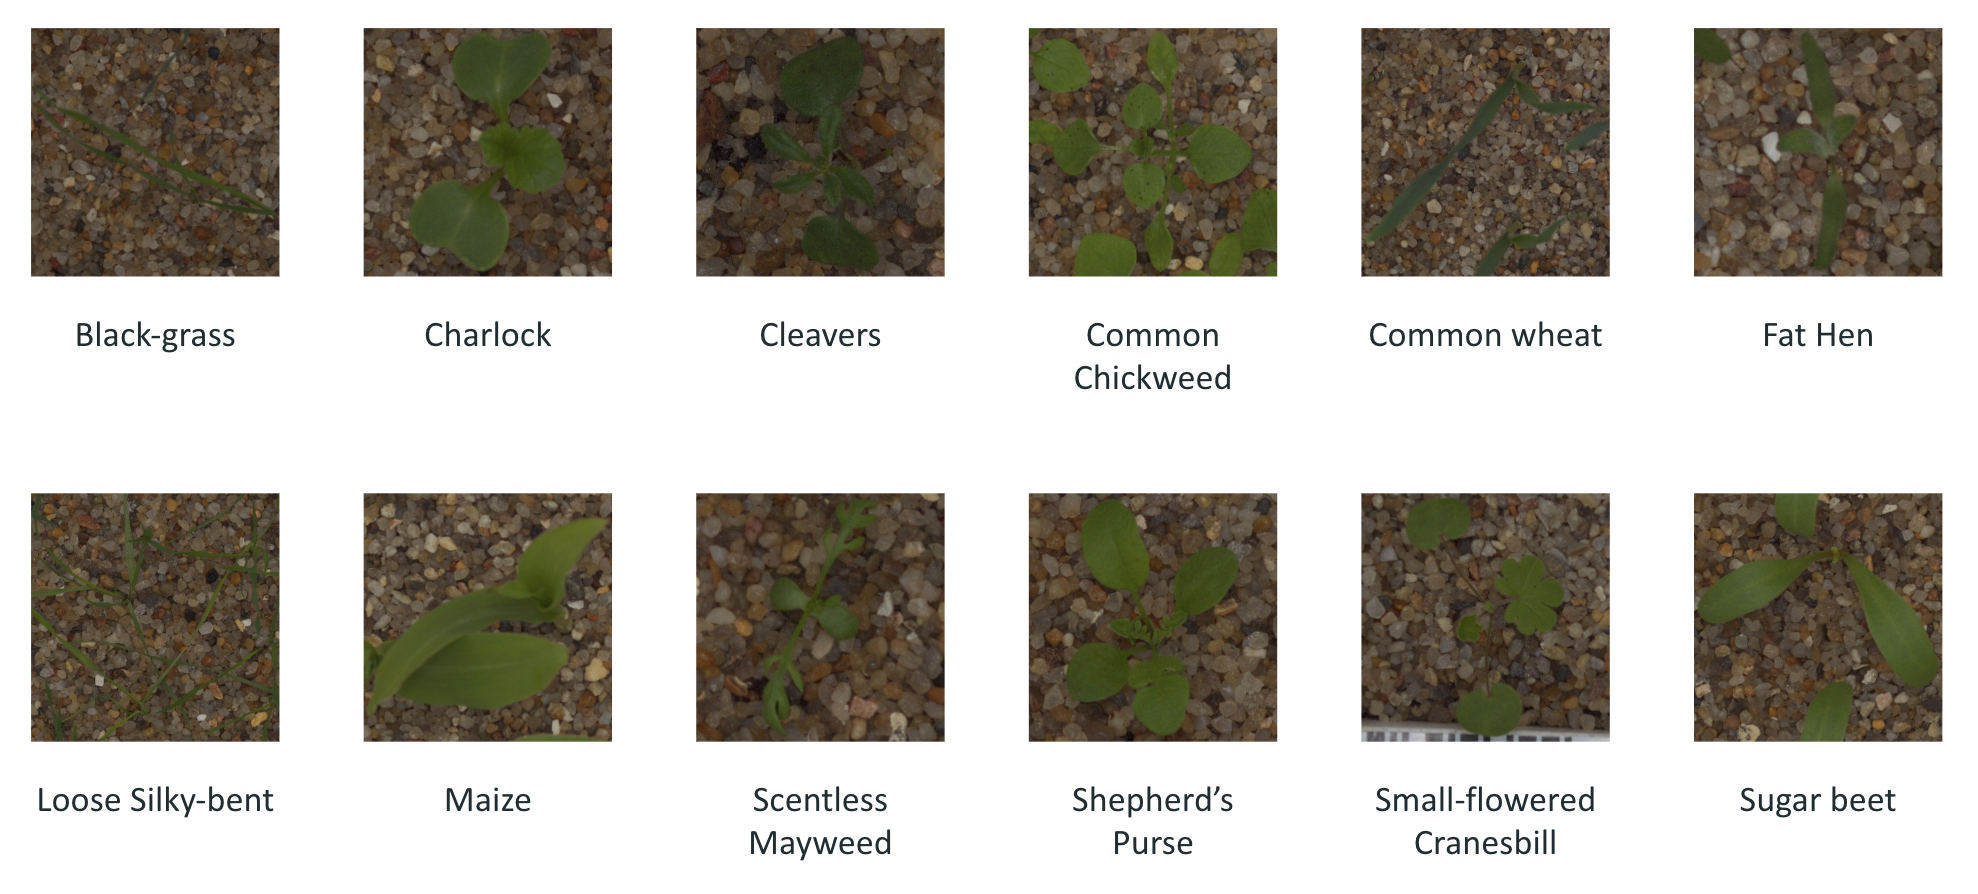 Black-grass
Charlock
Cleavers
Common
Chickweed
Common wheat
Fat Hen
Loose Silky-bent
Maize
Scentless
Mayweed
Shepherd’s
Purse
Small-flowered
Cranesbill
Sugar beet